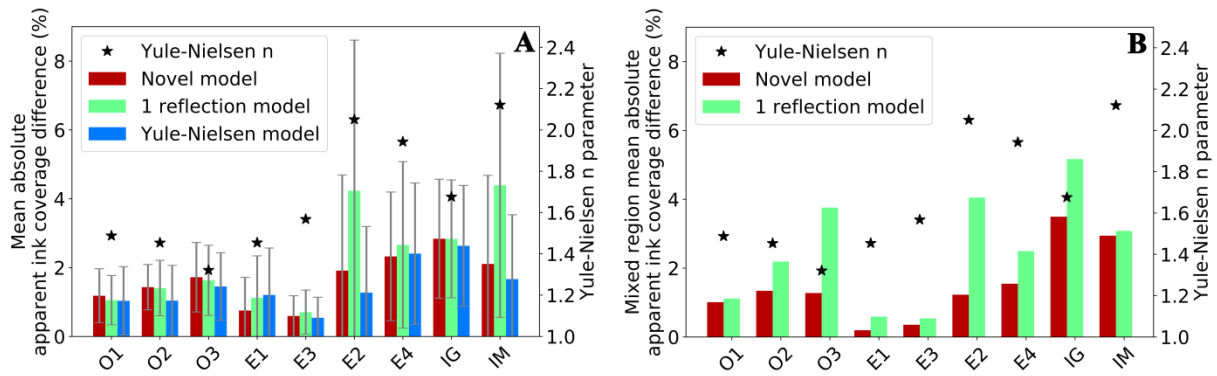 Mean absolute
apparent ink coverage difference (%)
8
6
4
2
0
A
Yule-Nielsen n
Novel model
1 reflection model
Yule-Nielsen model
2.4
2.2
2.0
1.8
1.6
1.4
1.2
1.0
Yule-Nielsen n parameter
O1 O2 O3 E1 E3 E2 E4 IG IM
Mixed region mean absolute
apparent ink coverage difference (%)
8
6
4
2
0
B
Yule-Nielsen n
Novel model
1 reflection model
2.4
2.2
2.0
1.8
1.6
1.4
1.2
1.0
Yule-Nielsen n parameter
O1 O2 O3 E1 E3 E2 E4 IG IM